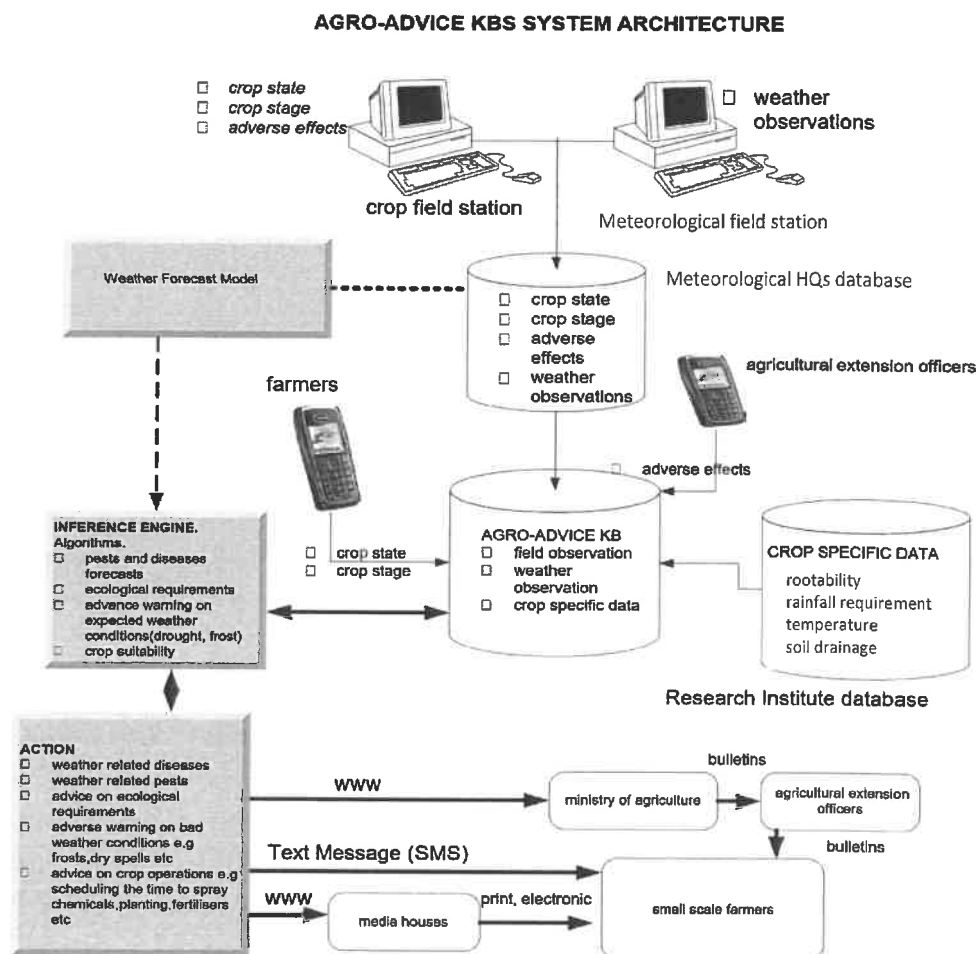 AGRO-ADVICE KBS SYSTEM ARCHITECTURE
crop state
crop stage
adverse effects
weather
observations
crop field station
Meteorological field station
Weather Forecast Model
Meteorological HQs database
crop state
crop stage
adverse
effects
weather
observations
agricultural extension officers
farmers
adverse effects
INFERENCE ENGINE.
Algorithms.
pests and diseases
forecasts
ecological requirements
advance warning on
expected weather
conditions(drought, frost)
crop suitability
crop state
crop stage
AGRO-ADVICE KB
field observation
weather
observation
crop specific data
CROP SPECIFIC DATA
rootability
rainfall requirement
temperature
soil drainage
Research Institute database
ACTION
weather related diseases
weather related pests
advice on ecological
requirements
adverse warning on bad
weather conditions e.g
frosts,dry spells etc
advice on crop operations e.g
scheduling the time to spray
chemicals,planting,fertilisers
etc
WWW
ministry of agriculture
bulletins
agricultural extension
officers
bulletins
Text Message (SMS)
WWW
media houses
print, electronic
small scale farmers